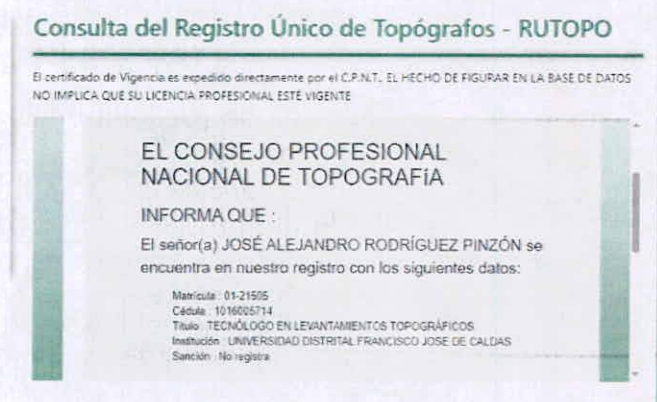 Consulta del Registro Único de Topógrafos - RUTOPO
El certificado de Vigencia es expedido directamente por el C.P.N.T., EL HECHO DE FIGURAR EN LA BASE DE DATOS
NO IMPLICA QUE SU LICENCIA PROFESIONAL ESTÉ VIGENTE
EL CONSEJO PROFESIONAL
NACIONAL DE TOPOGRAFíA
INFORMA QUE :
El señor(a) JOSÉ ALEJANDRO RODRÍGUEZ PINZÓN se
encuentra en nuestro registro con los siguientes datos:
Matrícula : 01-21505
Cédula : 1016005714
Título : TECNÓLOGO EN LEVANTAMIENTOS TOPOGRÁFICOS
Institución : UNIVERSIDAD DISTRITAL FRANCISCO JOSE DE CALDAS
Sanción : No registra